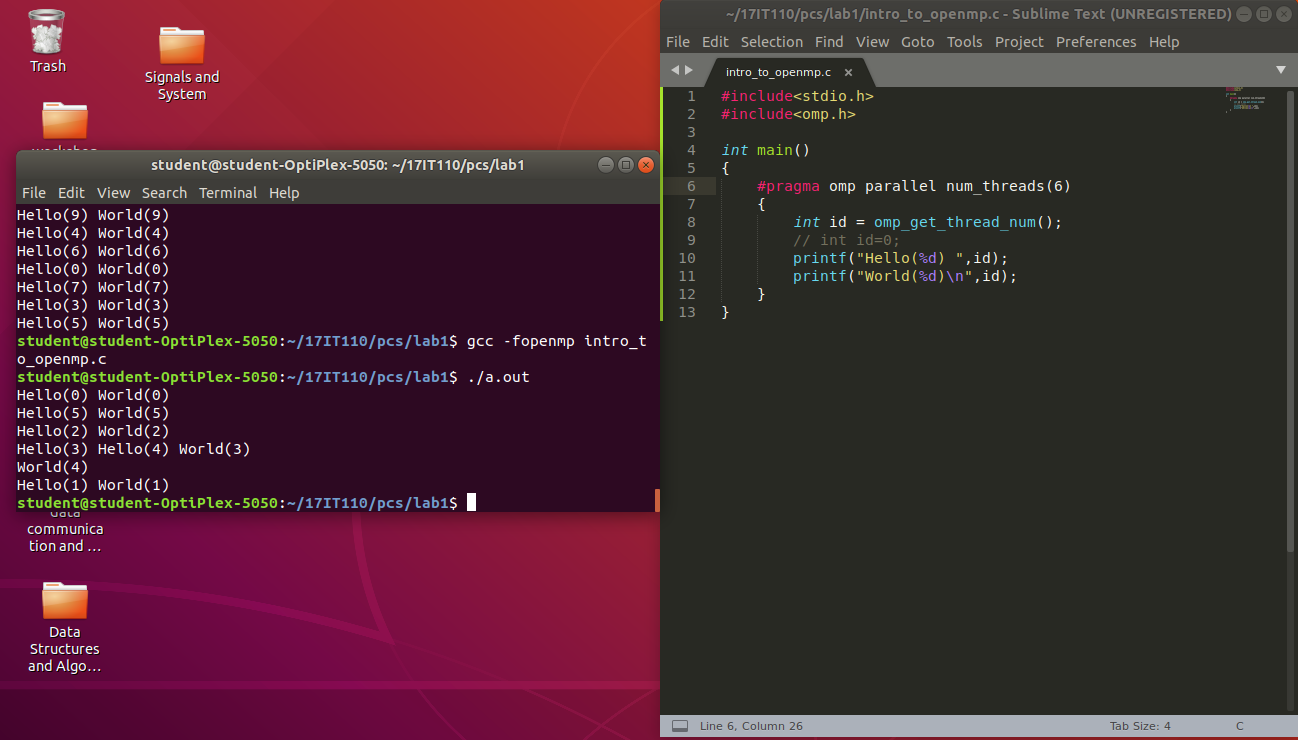 Trash
Signals and
System
workshop
student@student-OptiPlex-5050: ~/17IT110/pcs/lab1
File Edit View Search Terminal Help
Hello(9) World(9)
Hello(4) World(4)
Hello(6) World(6)
Hello(0) World(0)
Hello(7) World(7)
Hello(3) World(3)
Hello(5) World(5)
student@student-OptiPlex-5050:~/17IT110/pcs/lab1$ gcc -fopenmp intro_t
o_openmp.c
student@student-OptiPlex-5050:~/17IT110/pcs/lab1$ ./a.out
Hello(0) World(0)
Hello(5) World(5)
Hello(2) World(2)
Hello(3) Hello(4) World(3)
World(4)
Hello(1) World(1)
student@student-OptiPlex-5050:~/17IT110/pcs/lab1$
data
communica
tion and ...
Data
Structures
and Algo...
~/17IT110/pcs/lab1/intro_to_openmp.c - Sublime Text (UNREGISTERED)
File Edit Selection Find View Goto Tools Project Preferences Help
intro_to_openmp.c
1 #include<stdio.h>
2 #include<omp.h>
3
4 int main()
5 {
6 #pragma omp parallel num_threads(6)
7 {
8 int id = omp_get_thread_num();
9 // int id=0;
10 printf("Hello(%d) ",id);
11 printf("World(%d)\n",id);
12 }
13 }
Line 6, Column 26
Tab Size: 4
C